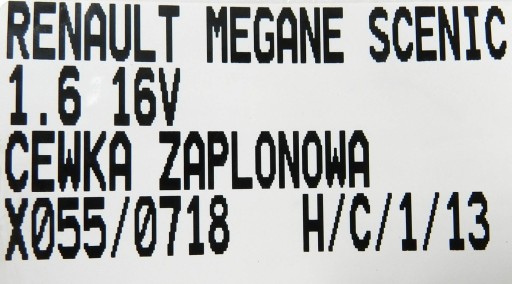 RENAULT MEGANE SCENIC
1.6 16V
CEWKA ZAPLONOWA
X055/0718 H/C/1/13